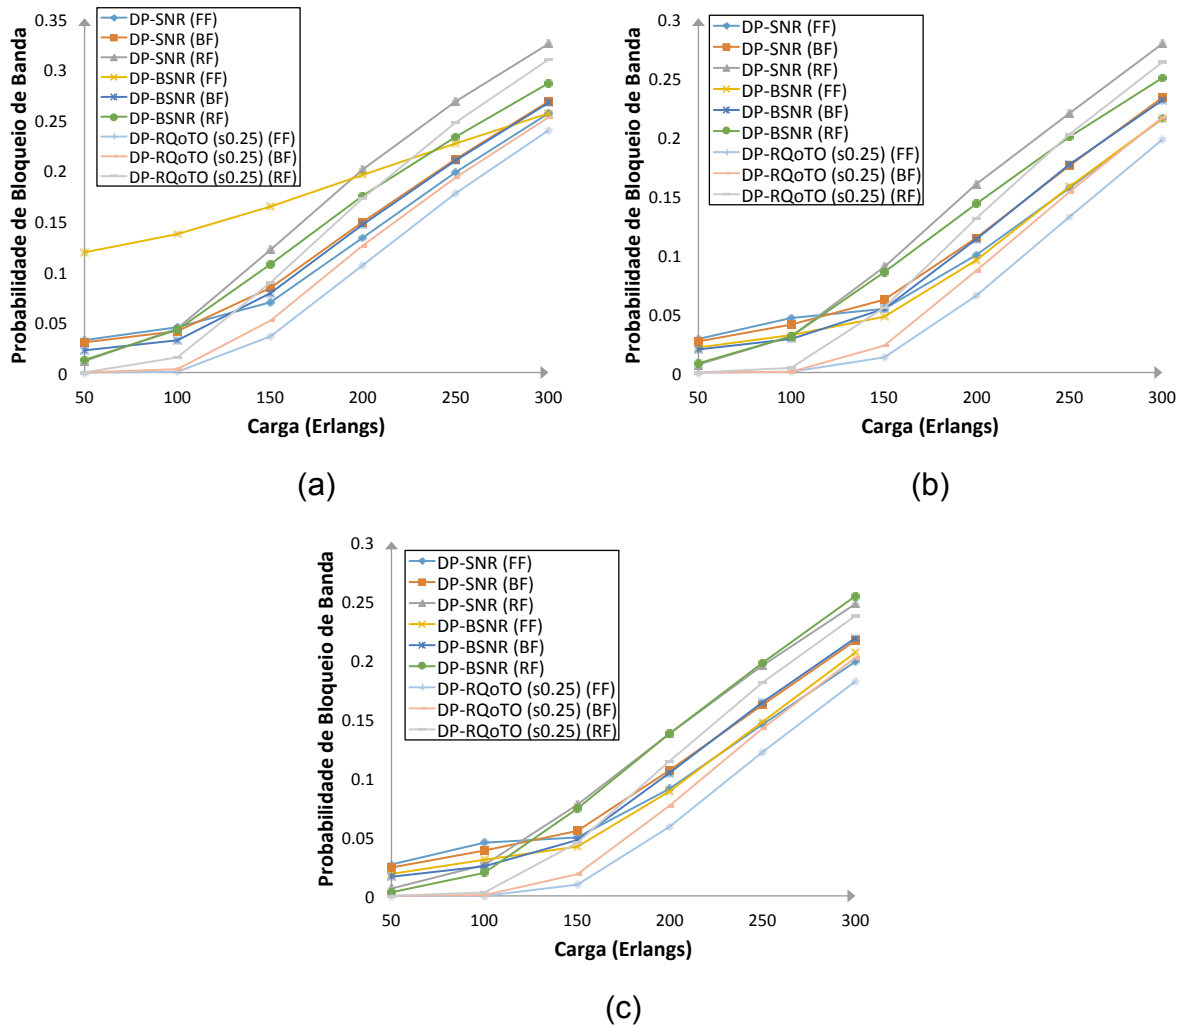 Probabilidade de Bloqueio de Banda
0.35
0.3
0.25
0.2
0.15
0.1
0.05
0
DP-SNR (FF)
DP-SNR (BF)
DP-SNR (RF)
DP-BSNR (FF)
DP-BSNR (BF)
DP-BSNR (RF)
DP-RQoTO (s0.25) (FF)
DP-RQoTO (s0.25) (BF)
DP-RQoTO (s0.25) (RF)
50 100 150 200 250 300
Carga (Erlangs)
(a)
Probabilidade de Bloqueio de Banda
0.3
0.25
0.2
0.15
0.1
0.05
0
DP-SNR (FF)
DP-SNR (BF)
DP-SNR (RF)
DP-BSNR (FF)
DP-BSNR (BF)
DP-BSNR (RF)
DP-RQoTO (s0.25) (FF)
DP-RQoTO (s0.25) (BF)
DP-RQoTO (s0.25) (RF)
50 100 150 200 250 300
Carga (Erlangs)
(b)
Probabilidade de Bloqueio de Banda
0.3
0.25
0.2
0.15
0.1
0.05
0
DP-SNR (FF)
DP-SNR (BF)
DP-SNR (RF)
DP-BSNR (FF)
DP-BSNR (BF)
DP-BSNR (RF)
DP-RQoTO (s0.25) (FF)
DP-RQoTO (s0.25) (BF)
DP-RQoTO (s0.25) (RF)
50 100 150 200 250 300
Carga (Erlangs)
(c)